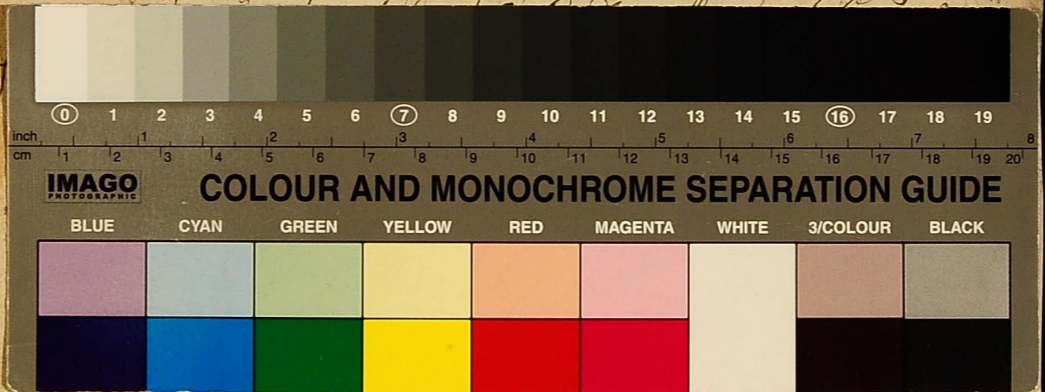 0 1 2 3 4 5 6 7 8 9 10 11 12 13 14 15 16 17 18 19
inch 1 2 3 4 5 6 7 8
cm 1 2 3 4 5 6 7 8 9 10 11 12 13 14 15 16 17 18 19 20
IMAGO
PHOTOGRAPHIC
COLOUR AND MONOCHROME SEPARATION GUIDE
BLUE CYAN GREEN YELLOW RED MAGENTA WHITE 3/COLOUR BLACK